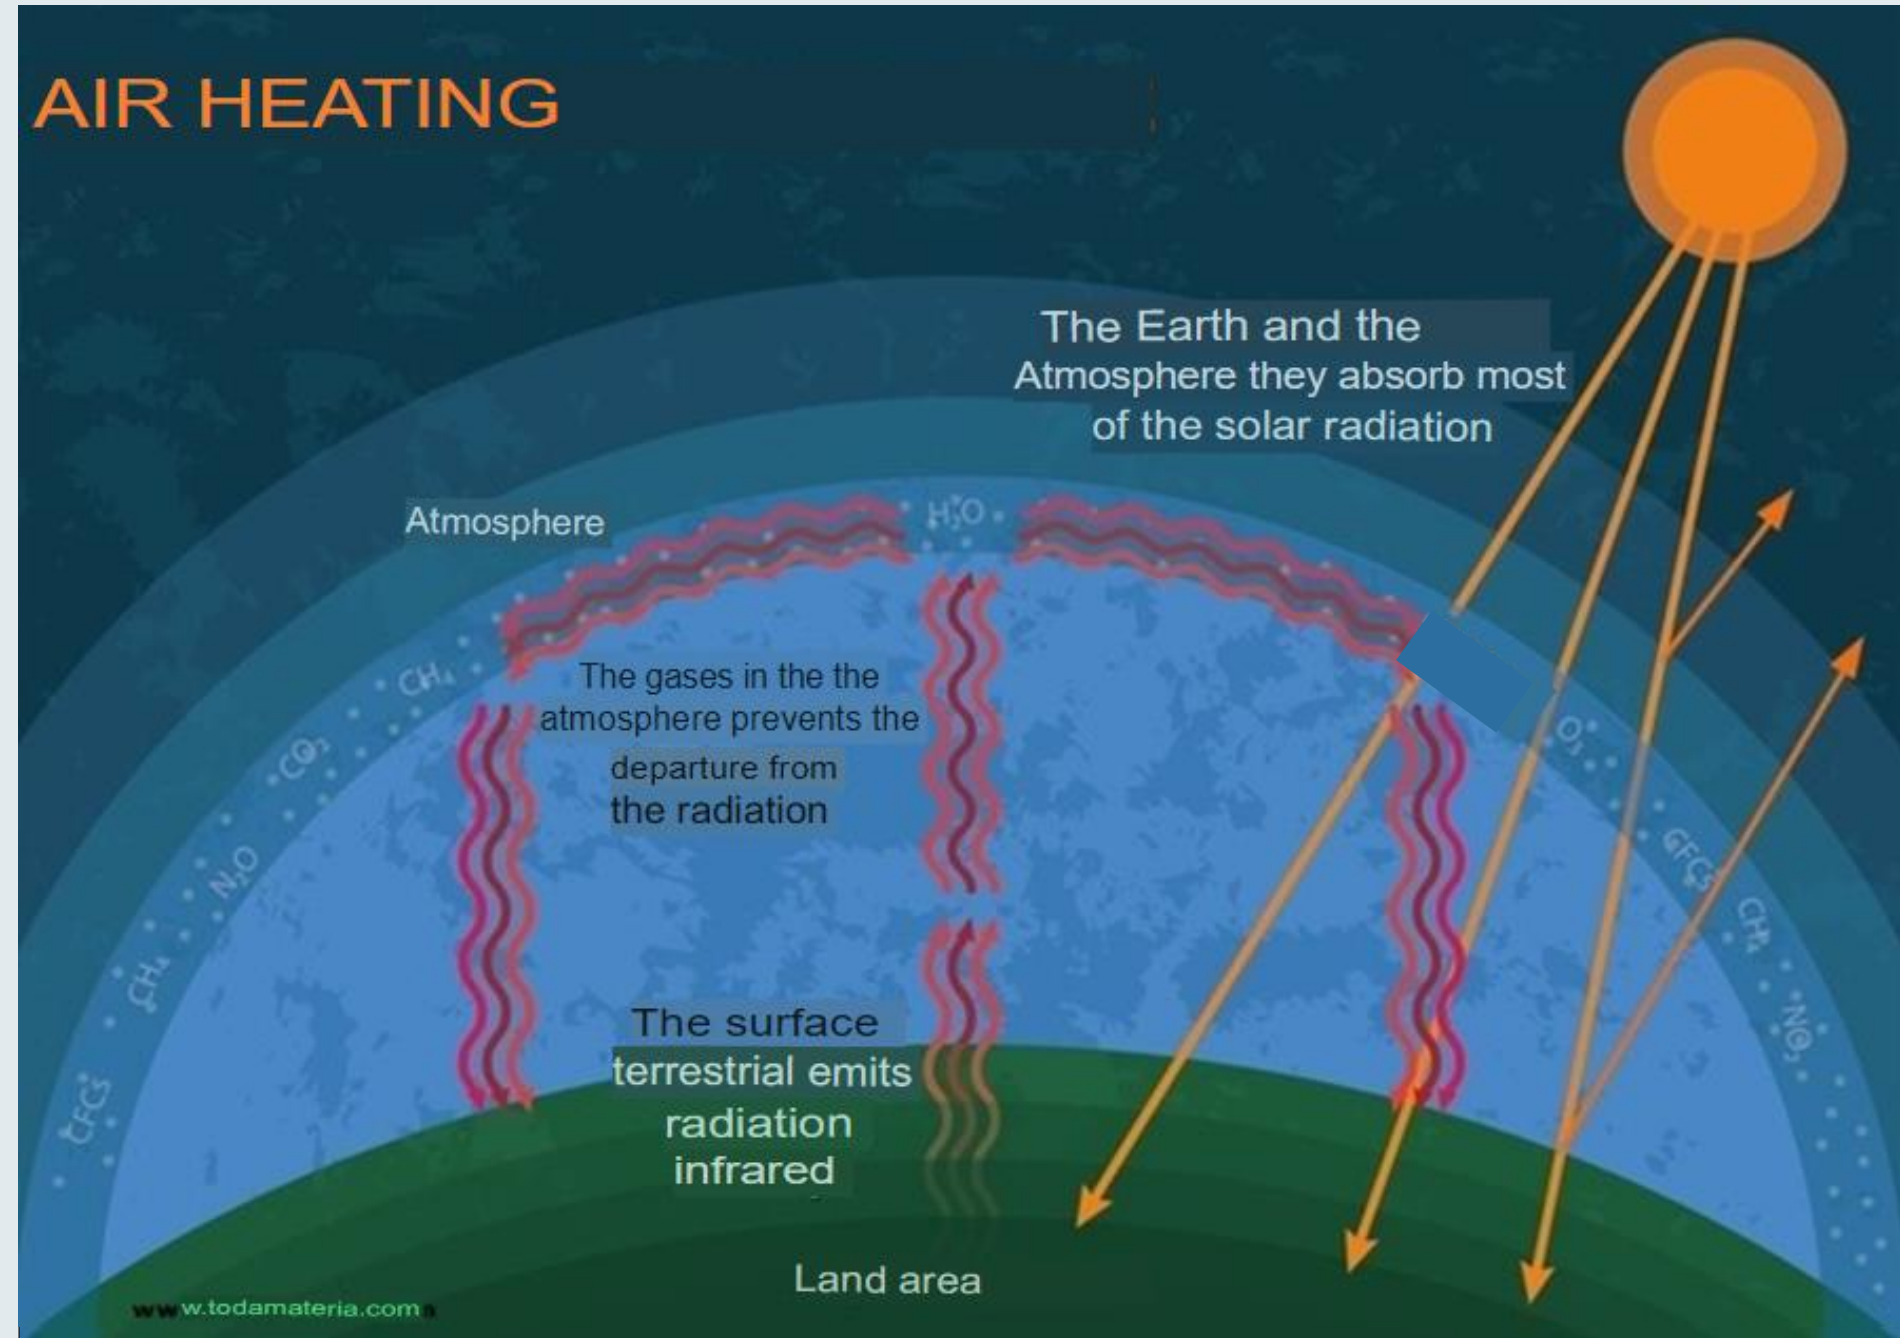 AIR HEATING
The Earth and the
Atmosphere they absorb most
of the solar radiation
Atmosphere
H₂O
The gases in the the
atmosphere prevents the
departure from
the radiation
CH₄
CO₂
N₂O
CH₄
CFCS
O₃
CFCS
CH₄
The surface
terrestrial emits
radiation
infrared
Land area
www.todamateria.com